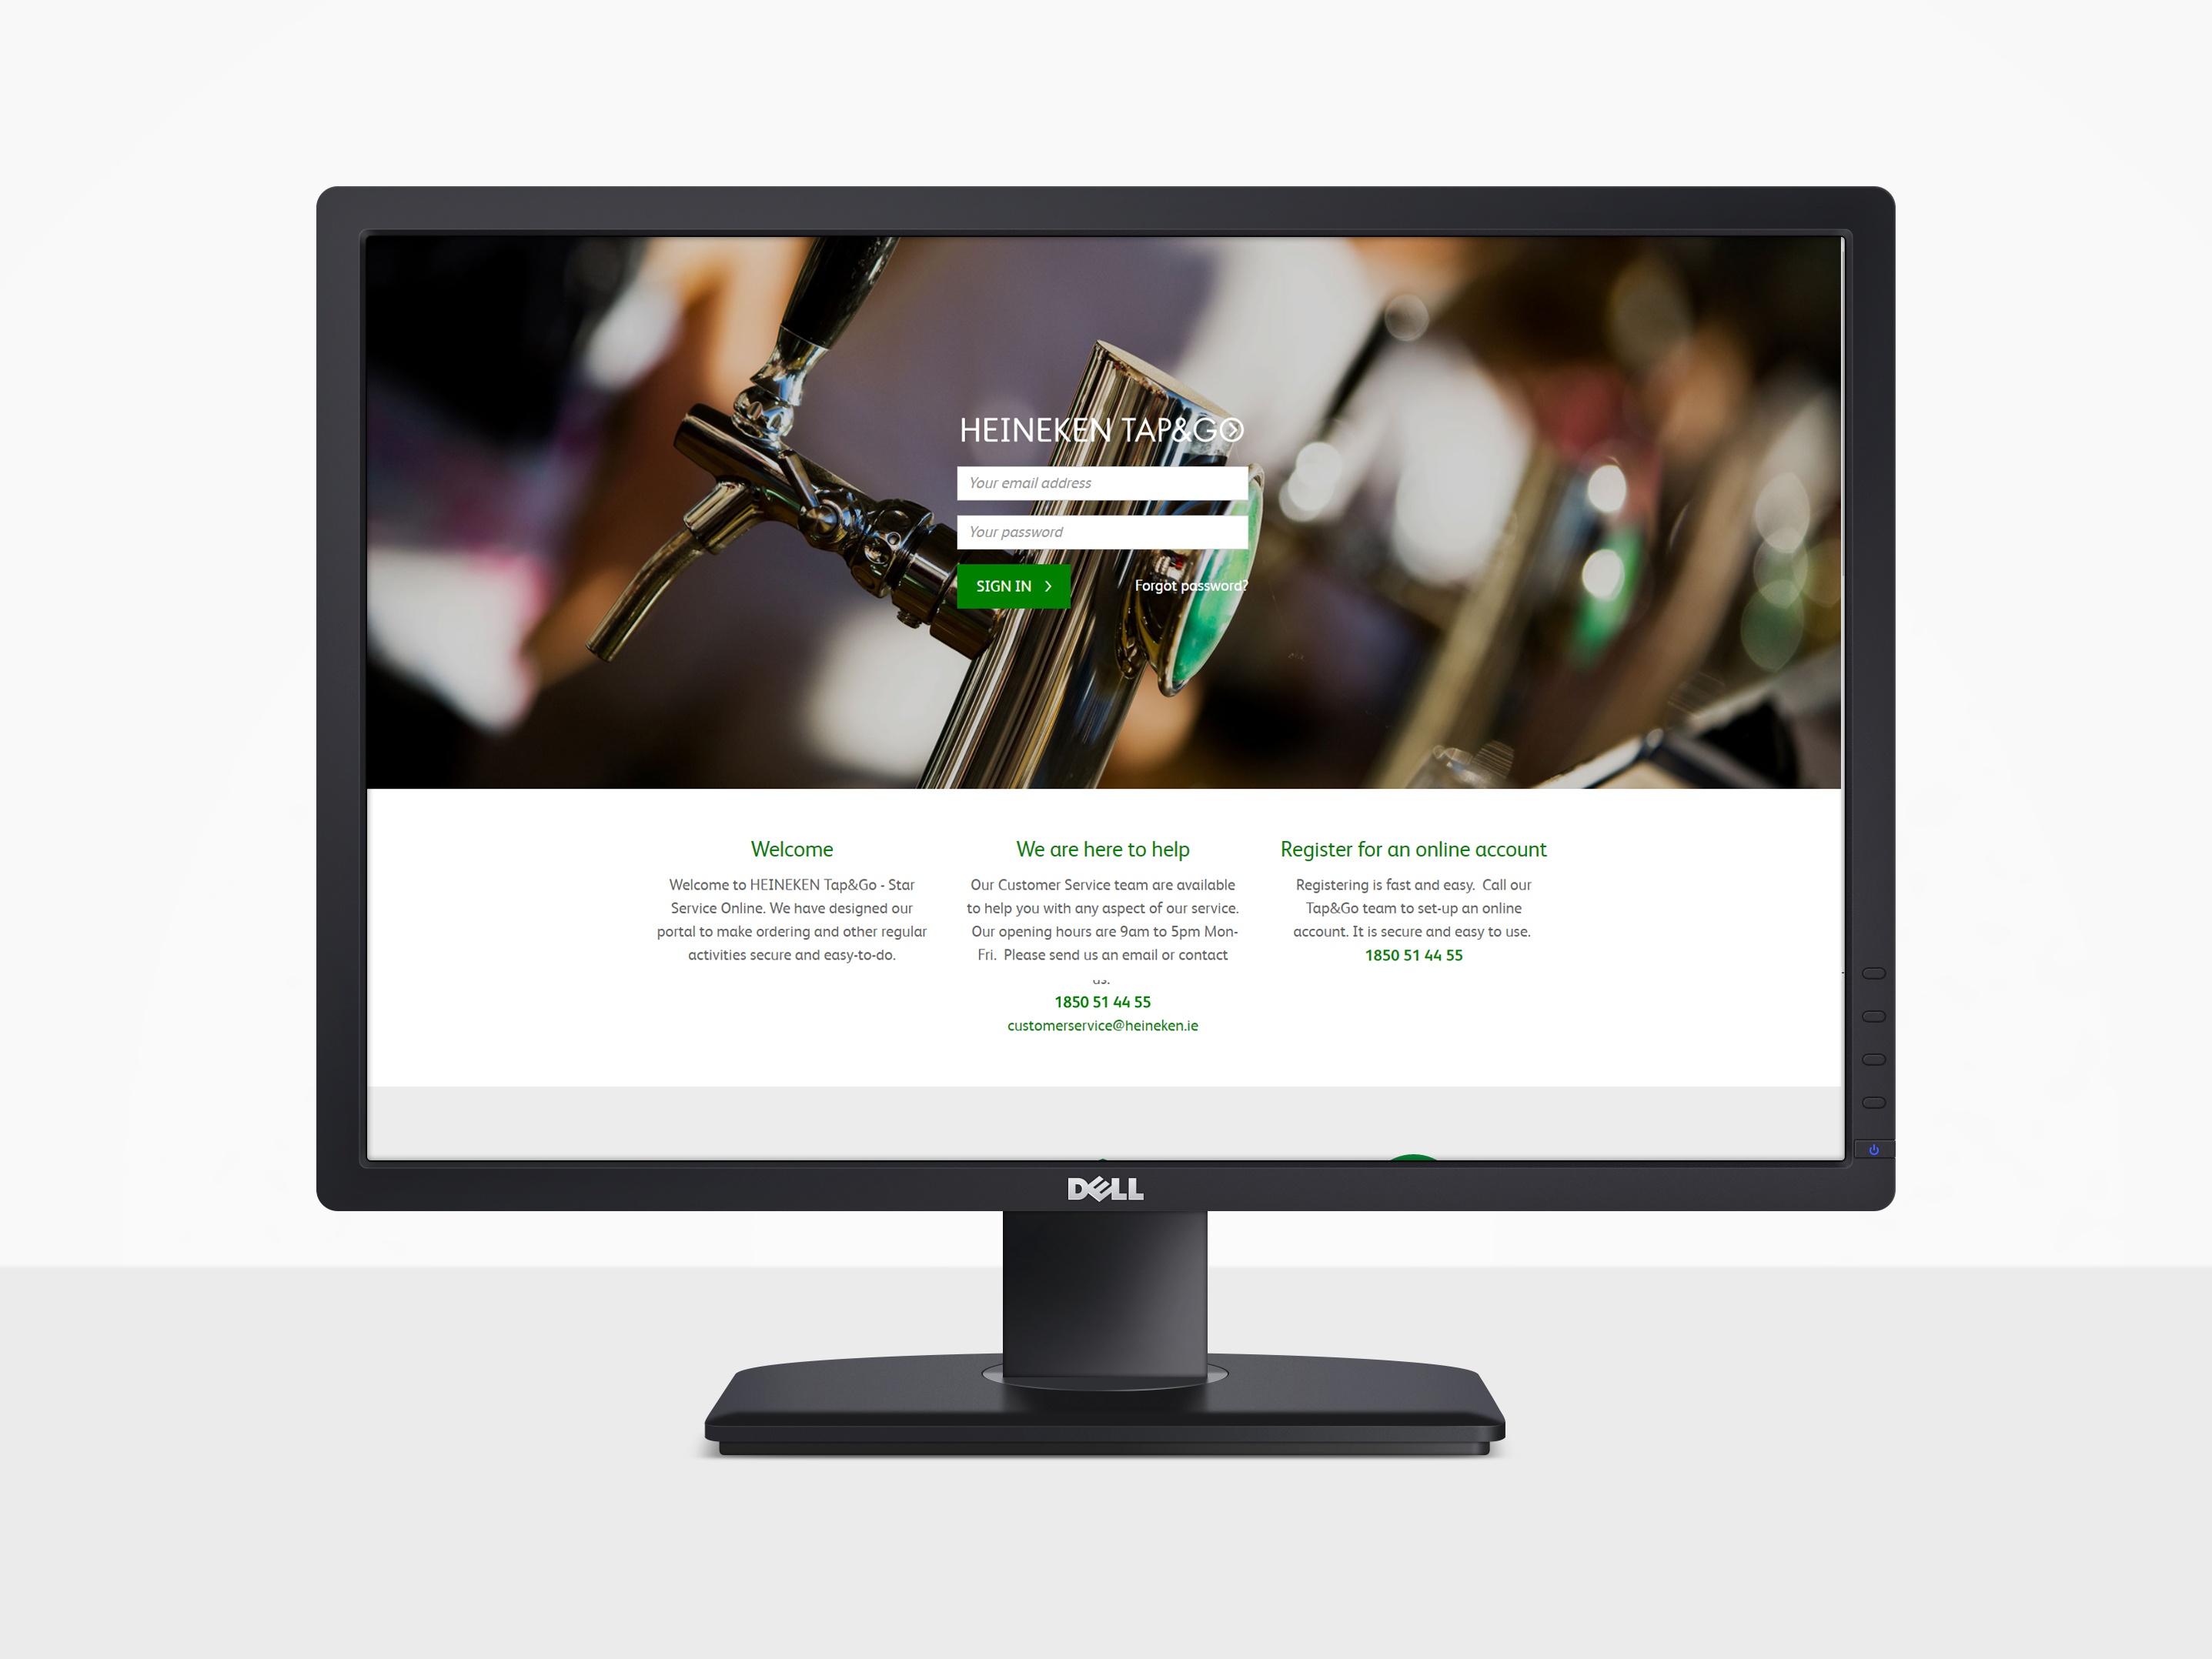 HEINEKEN TAP&GO
Your email address
Your password
SIGN IN
Forgot password?
Welcome
Welcome to HEINEKEN Tap&Go - Star
Service Online. We have designed our
portal to make ordering and other regular
activities secure and easy-to-do.
We are here to help
Our Customer Service team are available
to help you with any aspect of our service.
Our opening hours are 9am to 5pm Mon-
Fri. Please send us an email or contact
us.
1850 51 44 55
customerservice@heineken.ie
Register for an online account
Registering is fast and easy. Call our
Tap&Go team to set-up an online
account. It is secure and easy to use.
1850 51 44 55
DELL